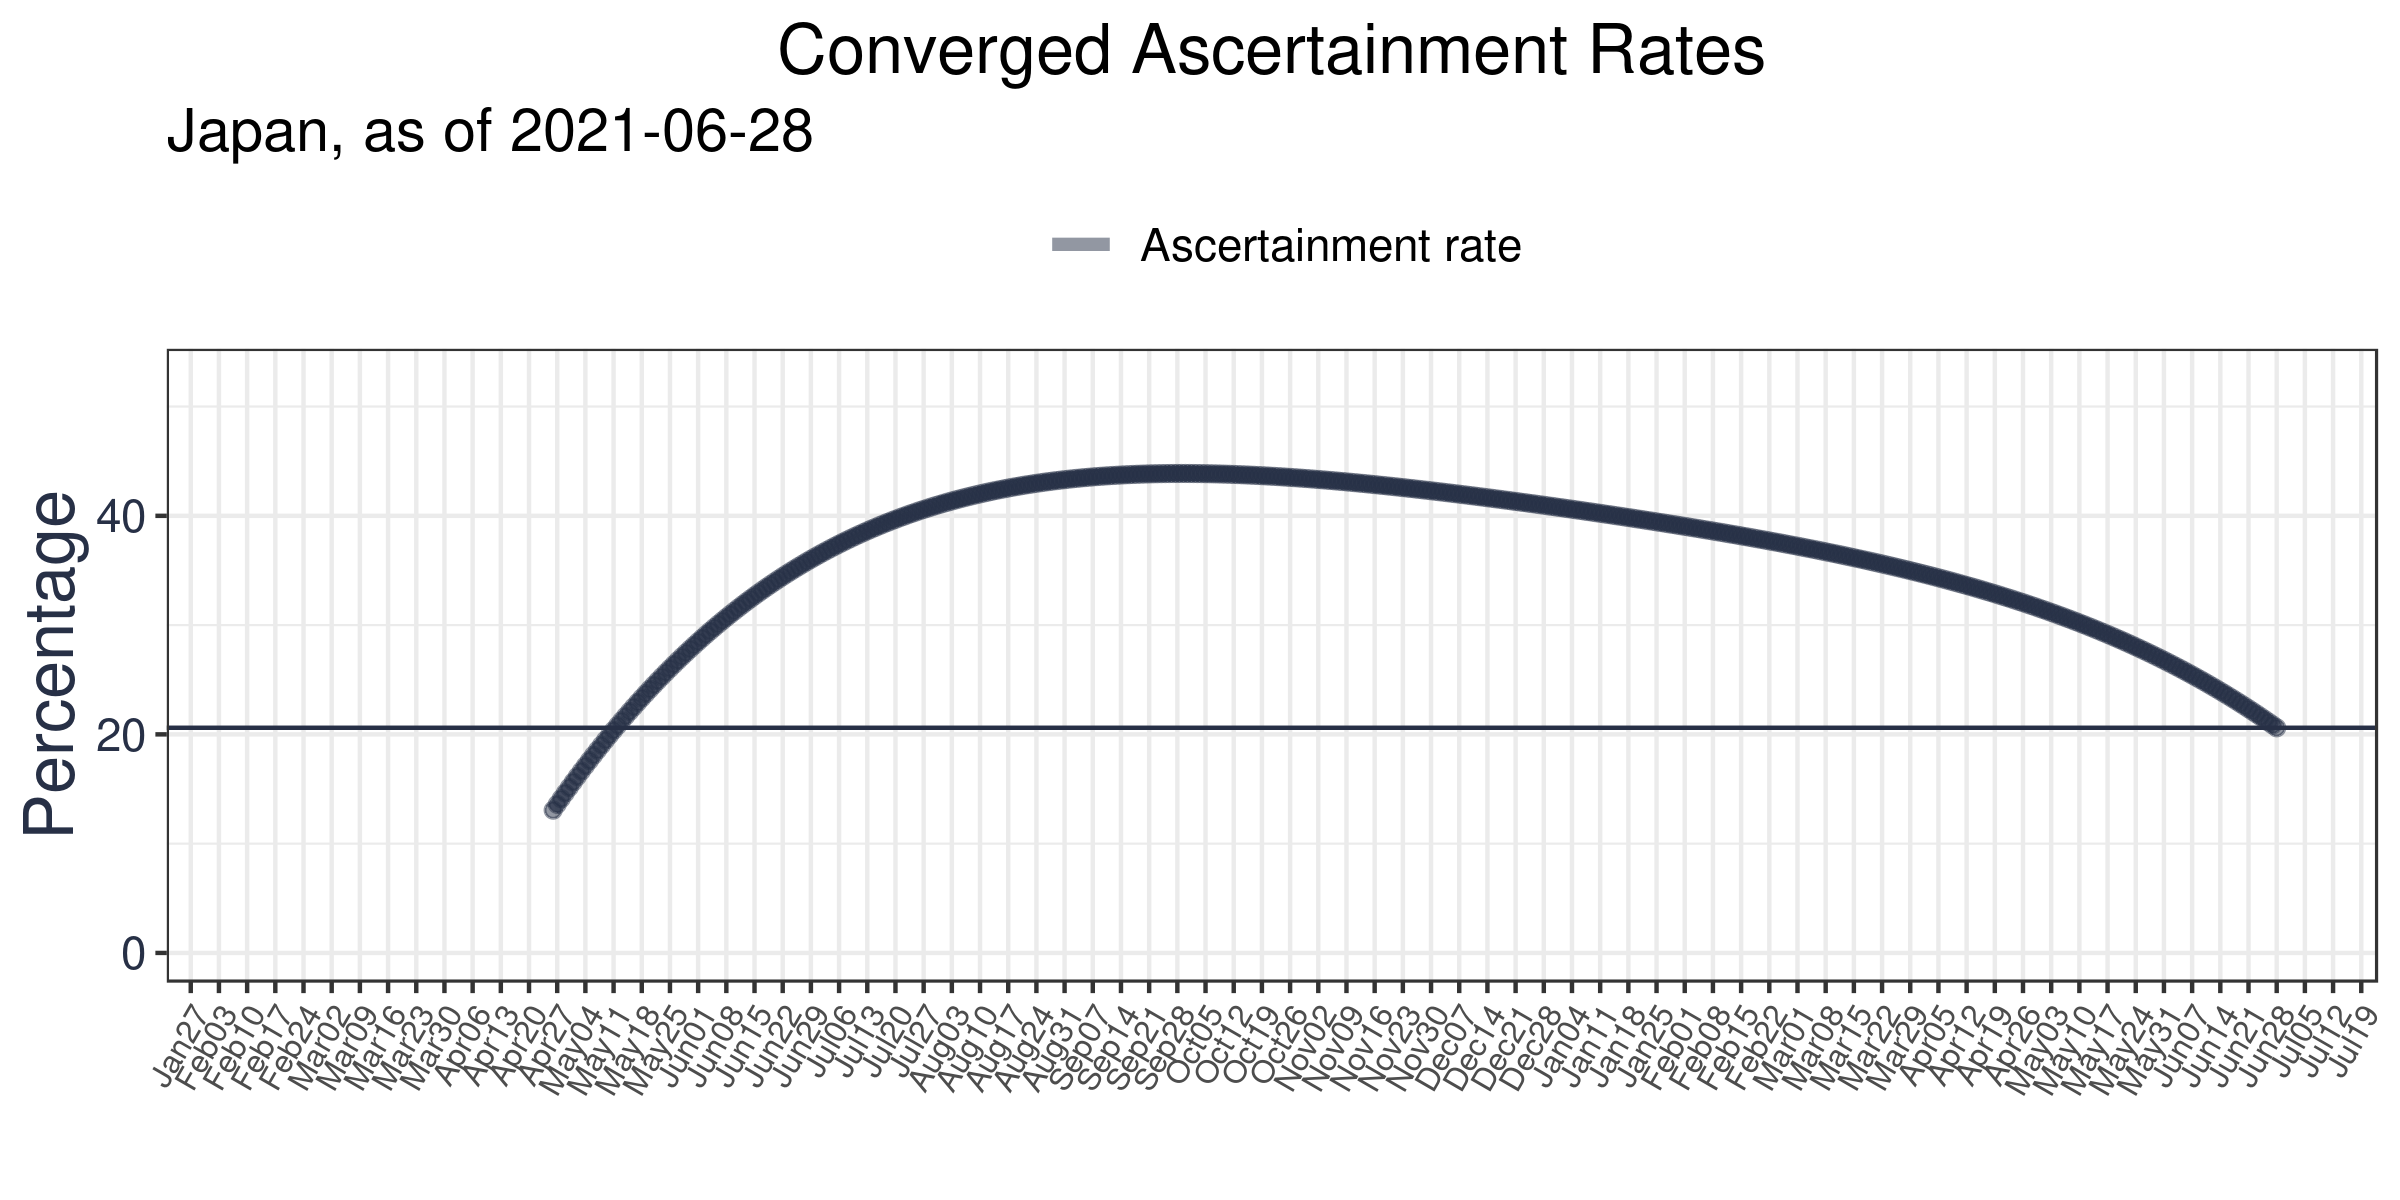 Converged Ascertainment Rates
Japan, as of 2021-06-28
Ascertainment rate
Percentage
40
20
0
Jan27 Feb03 Feb10 Feb17 Feb24 Mar02 Mar09 Mar16 Mar23 Mar30 Apr06 Apr13 Apr20 Apr27 May04 May11 May18 May25 Jun01 Jun08 Jun15 Jun22 Jun29 Jul06 Jul13 Jul20 Jul27 Aug03 Aug10 Aug17 Aug24 Aug31 Sep07 Sep14 Sep21 Sep28 Oct05 Oct12 Oct19 Oct26 Nov02 Nov09 Nov16 Nov23 Nov30 Dec07 Dec14 Dec21 Dec28 Jan04 Jan11 Jan18 Jan25 Feb01 Feb08 Feb15 Feb22 Mar01 Mar08 Mar15 Mar22 Mar29 Apr05 Apr12 Apr19 Apr26 May03 May10 May17 May24 May31 Jun07 Jun14 Jun21 Jun28 Jul05 Jul12 Jul19